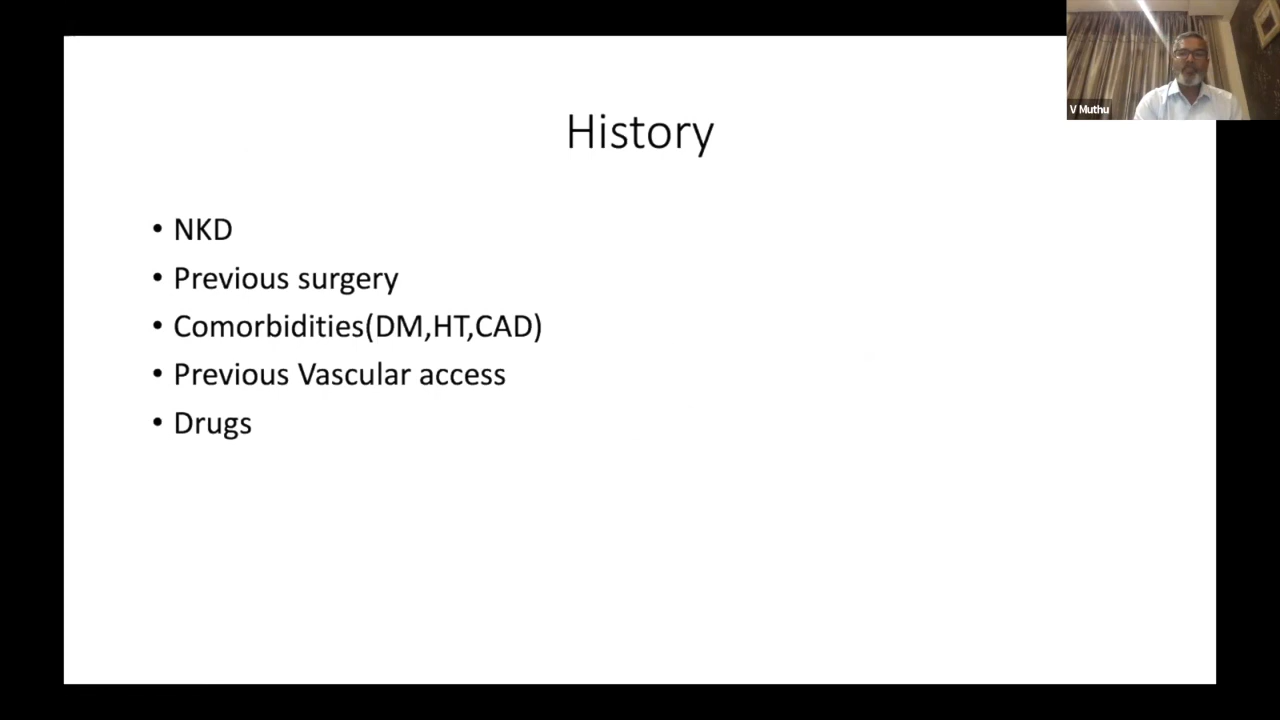 V Muthu
History
• NKD
• Previous surgery
• Comorbidities(DM,HT,CAD)
• Previous Vascular access
• Drugs